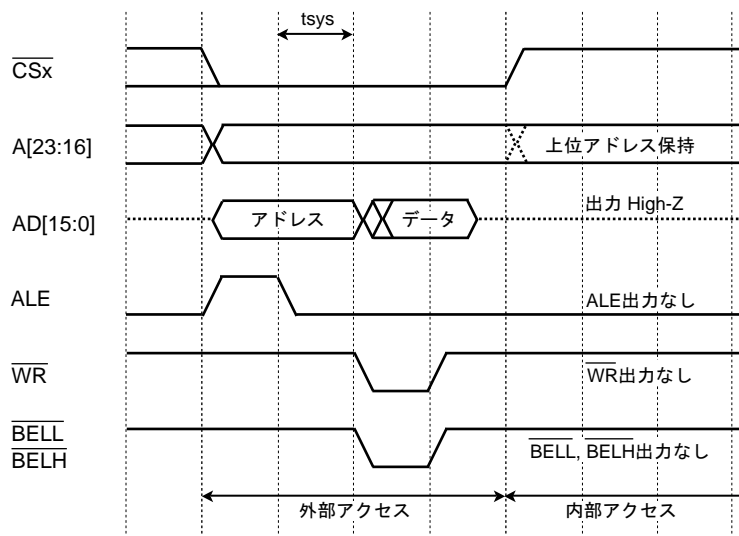 tsys
CSx
A[23:16]
上位アドレス保持
AD[15:0]
アドレス
データ
出力 High-Z
ALE
ALE出力なし
WR
WR出力なし
BELL
BELH
BELL, BELH出力なし
外部アクセス
内部アクセス